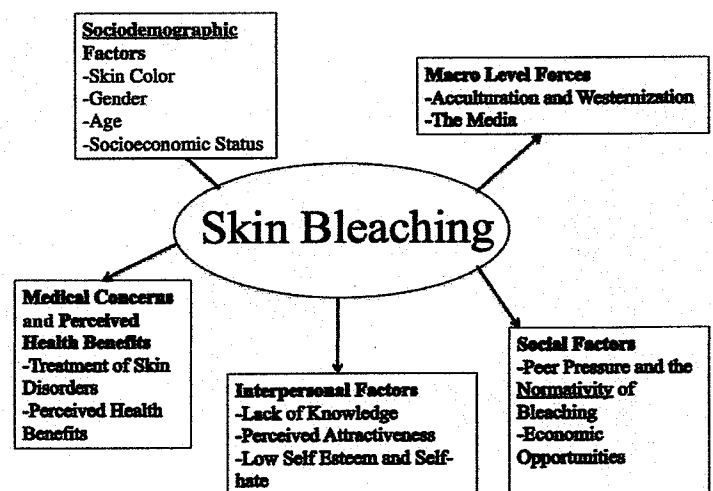 Sociodemographic
Factors
-Skin Color
-Gender
-Age
-Socioeconomic Status
Macro Level Forces
-Acculturation and Westernization
-The Media
Skin Bleaching
Medical Concerns
and Perceived
Health Benefits
-Treatment of Skin
Disorders
-Perceived Health
Benefits
Interpersonal Factors
-Lack of Knowledge
-Perceived Attractiveness
-Low Self Esteem and Self-
hate
Social Factors
-Peer Pressure and the
Normativity of
Bleaching
-Economic
Opportunities